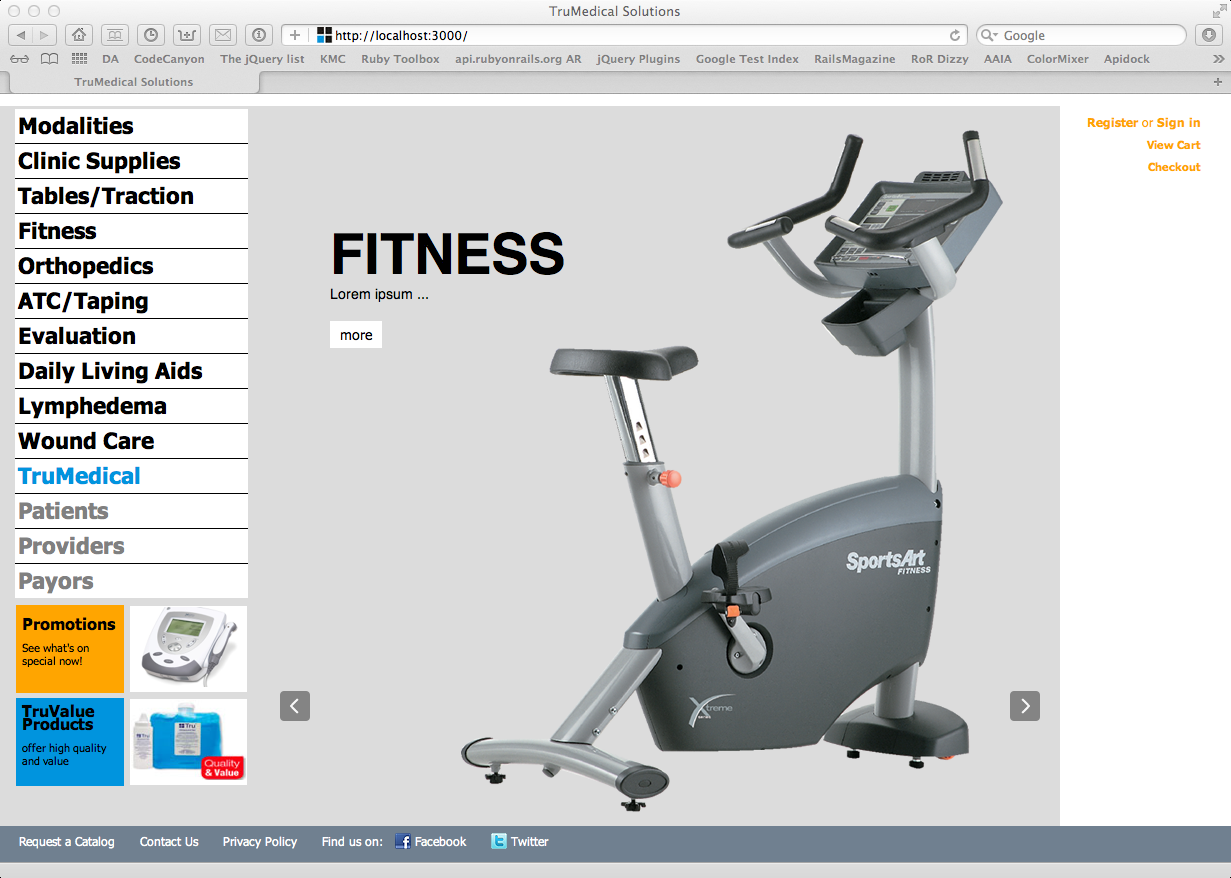 TruMedical Solutions
http://localhost:3000/
Google
DA CodeCanyon The jQuery list KMC Ruby Toolbox api.rubyonrails.org AR jQuery Plugins Google Test Index RailsMagazine RoR Dizzy AAIA ColorMixer Apidock
TruMedical Solutions
Modalities
Clinic Supplies
Tables/Traction
Fitness
Orthopedics
ATC/Taping
Evaluation
Daily Living Aids
Lymphedema
Wound Care
TruMedical
Patients
Providers
Payors
Promotions
See what's on
special now!
TruValue
Products
offer high quality
and value
Tru
Quality
& Value
FITNESS
Lorem ipsum ...
more
SportsArt
FITNESS
Xtreme
Register or Sign in
View Cart
Checkout
Request a Catalog Contact Us Privacy Policy Find us on: Facebook Twitter